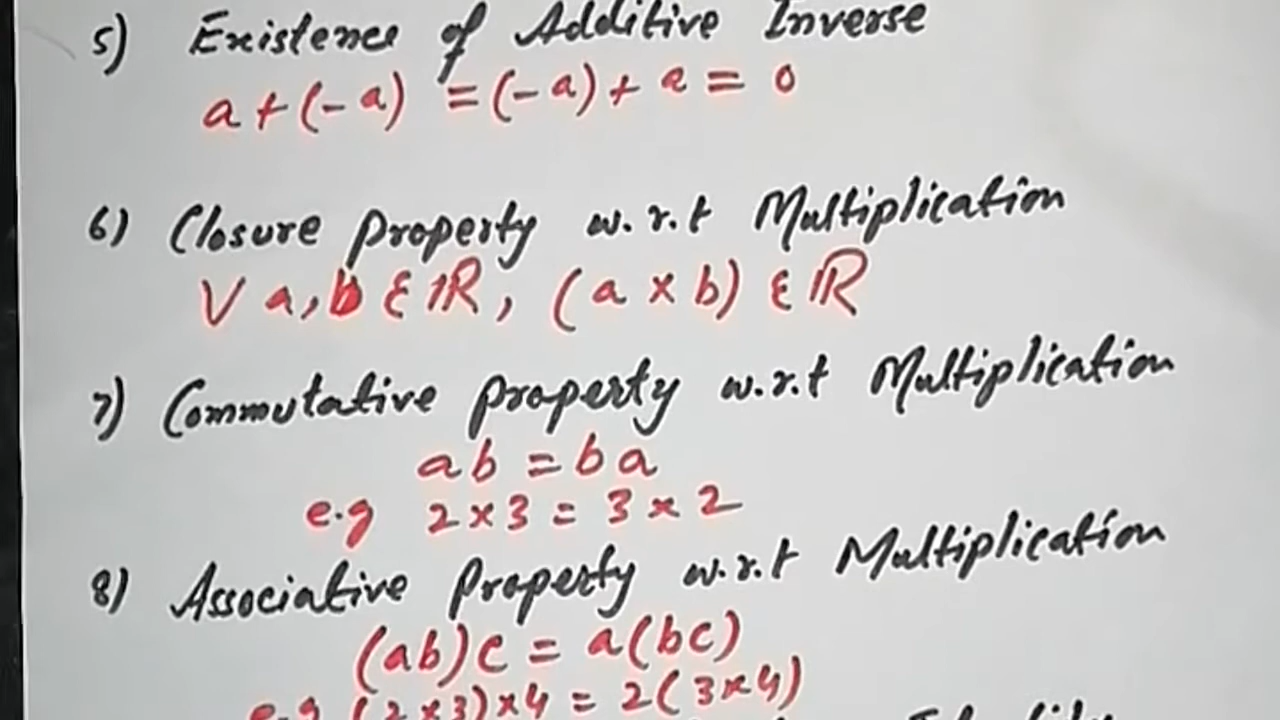 5) Existence of Additive Inverse
a + (-a) = (-a) + a = 0
6) Closure Property w.r.t Multiplication
∀ a, b ∈ ℝ, (a × b) ∈ ℝ
7) Commutative property w.r.t Multiplication
ab = ba
e.g 2 × 3 = 3 × 2
8) Associative Property w.r.t Multiplication
(ab)c = a(bc)
e.g (2×3)×4 = 2(3×4)